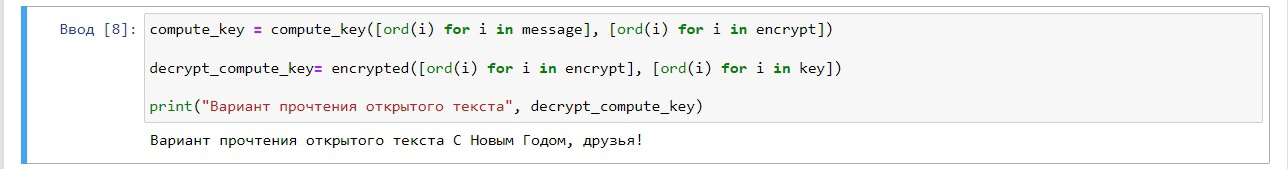 Ввод [8]: compute_key = compute_key([ord(i) for i in message], [ord(i) for i in encrypt])
decrypt_compute_key= encrypted([ord(i) for i in encrypt], [ord(i) for i in key])
print("Вариант прочтения открытого текста", decrypt_compute_key)
Вариант прочтения открытого текста С Новым Годом, друзья!